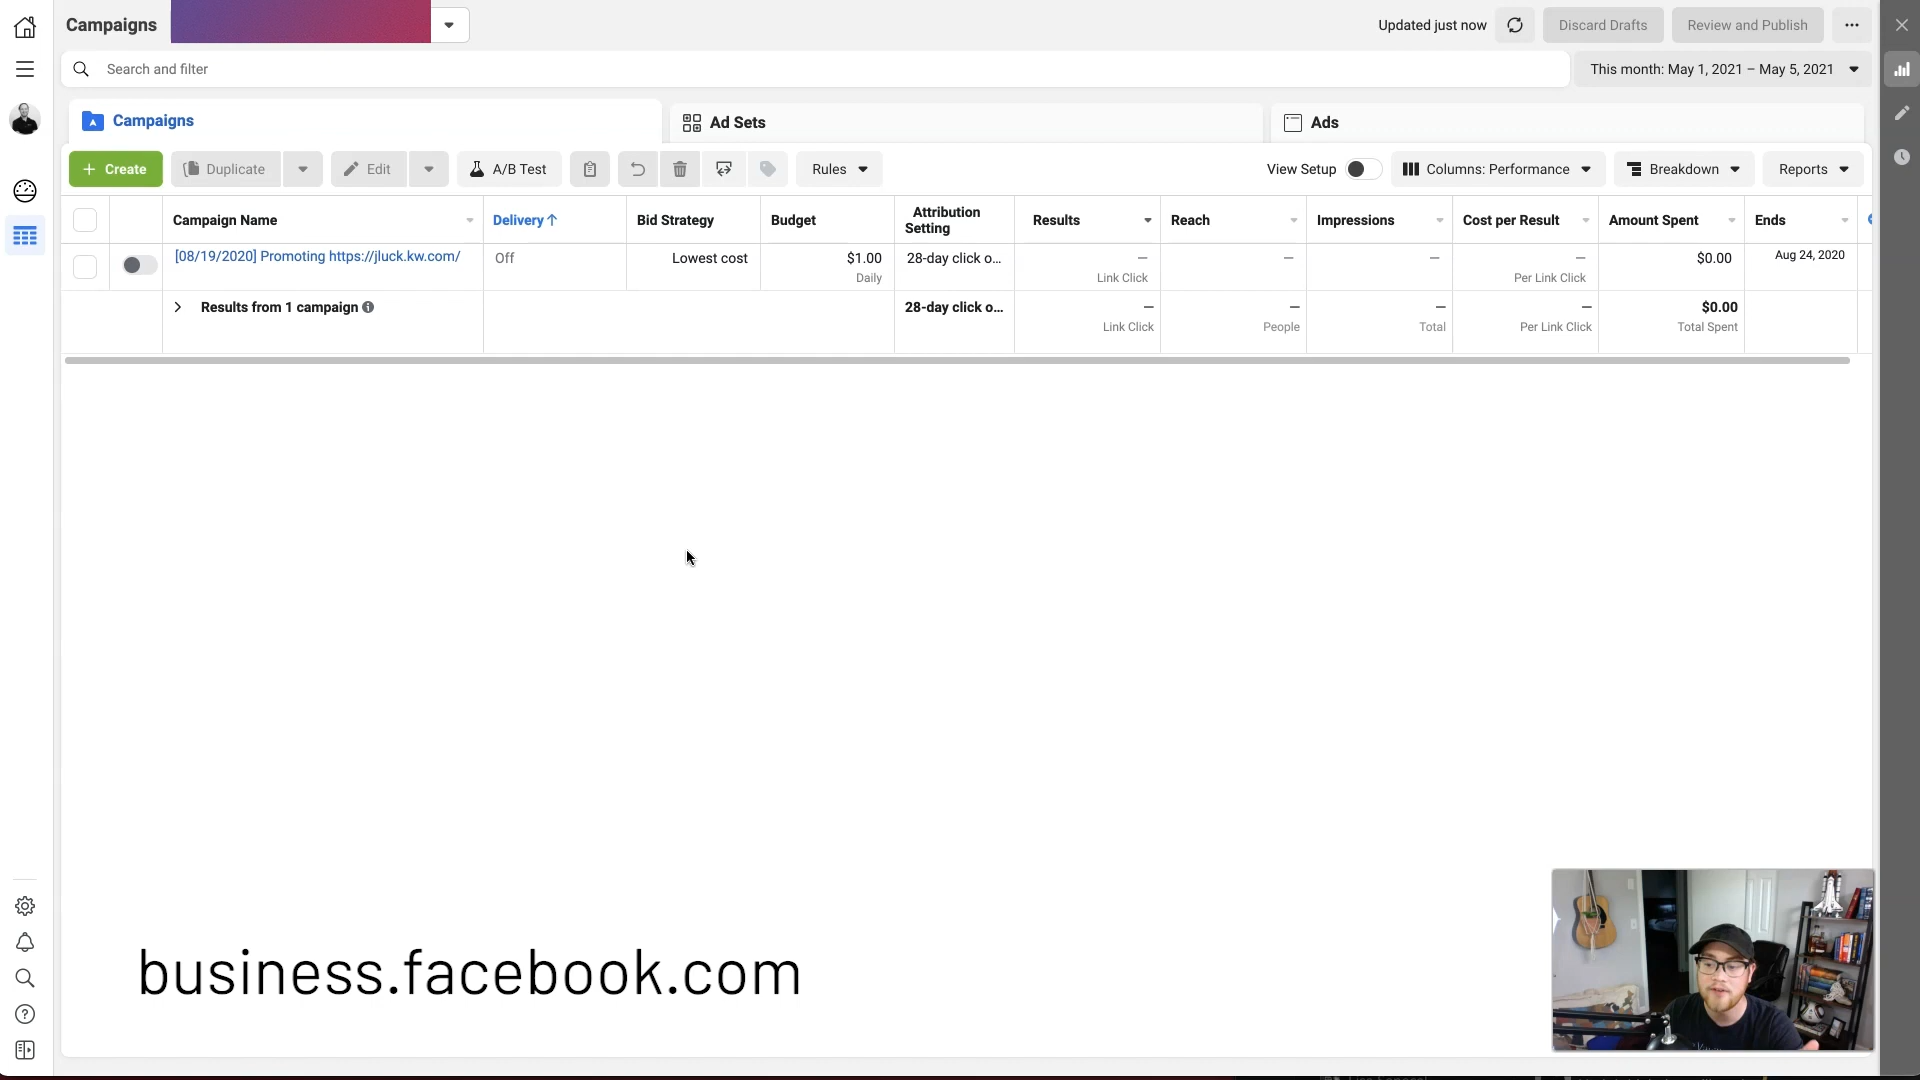 Campaigns
Updated just now
Discard Drafts
Review and Publish
Search and filter
This month: May 1, 2021 – May 5, 2021
Campaigns
Ad Sets
Ads
+ Create
Duplicate
Edit
A/B Test
Rules
View Setup
Columns: Performance
Breakdown
Reports
Campaign Name
Delivery↑
Bid Strategy
Budget
Attribution
Setting
Results
Reach
Impressions
Cost per Result
Amount Spent
Ends
[08/19/2020] Promoting https://jluck.kw.com/
Off
Lowest cost
$1.00
Daily
28-day click o...
—
Link Click
—
—
—
Per Link Click
$0.00
Aug 24, 2020
Results from 1 campaign
28-day click o...
—
Link Click
—
People
—
Total
—
Per Link Click
$0.00
Total Spent
business.facebook.com